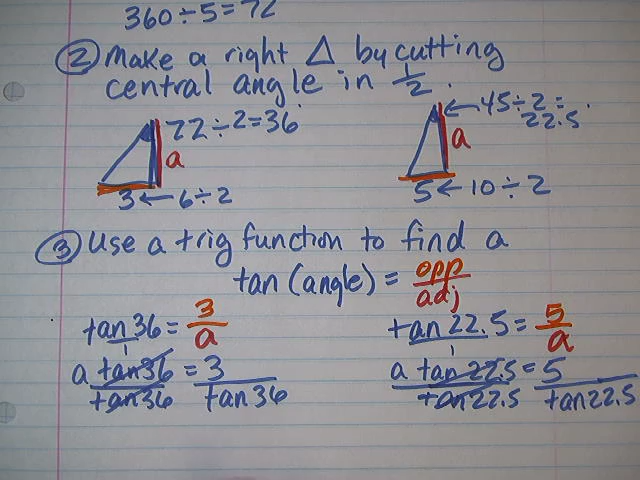 360÷5=72
② Make a right △ by cutting
central angle in 1/2.
72÷2=36
a
3←6÷2
←45÷2=
22.5
a
5←10÷2
③ Use a trig function to find a
tan (angle) = opp/adj
tan 36 = 3/a
1
a tan 36 = 3
tan 36 tan 36
tan 22.5 = 5/a
1
a tan 22.5 = 5
tan 22.5 tan 22.5